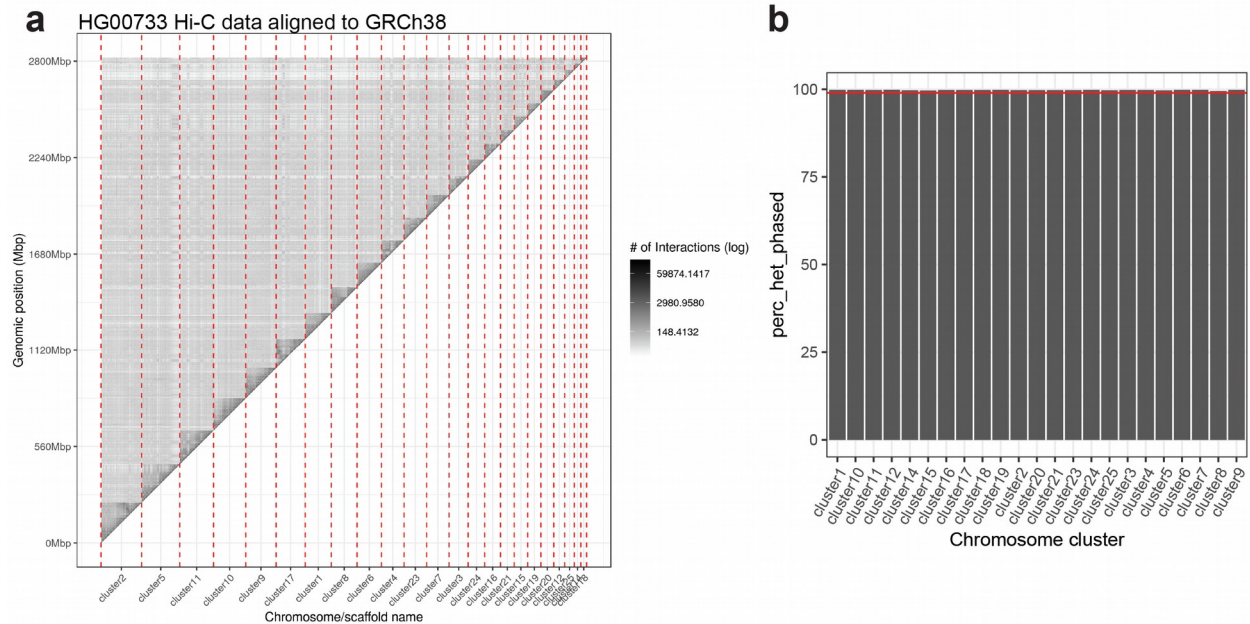 a
HG00733 Hi-C data aligned to GRCh38
Genomic position (Mbp)
2800Mbp
2240Mbp
1680Mbp
1120Mbp
560Mbp
0Mbp
cluster2
cluster5
cluster11
cluster10
cluster9
cluster17
cluster1
cluster8
cluster6
cluster4
cluster23
cluster7
cluster3
cluster24
cluster16
cluster21
cluster15
cluster19
cluster20
cluster12
cluster25
Chromosome/scaffold name
# of Interactions (log)
59874.1417
2980.9580
148.4132
b
perc_het_phased
100
75
50
25
0
cluster1
cluster10
cluster11
cluster12
cluster14
cluster15
cluster16
cluster17
cluster18
cluster19
cluster2
cluster20
cluster21
cluster23
cluster24
cluster25
cluster3
cluster4
cluster5
cluster6
cluster7
cluster8
cluster9
Chromosome cluster